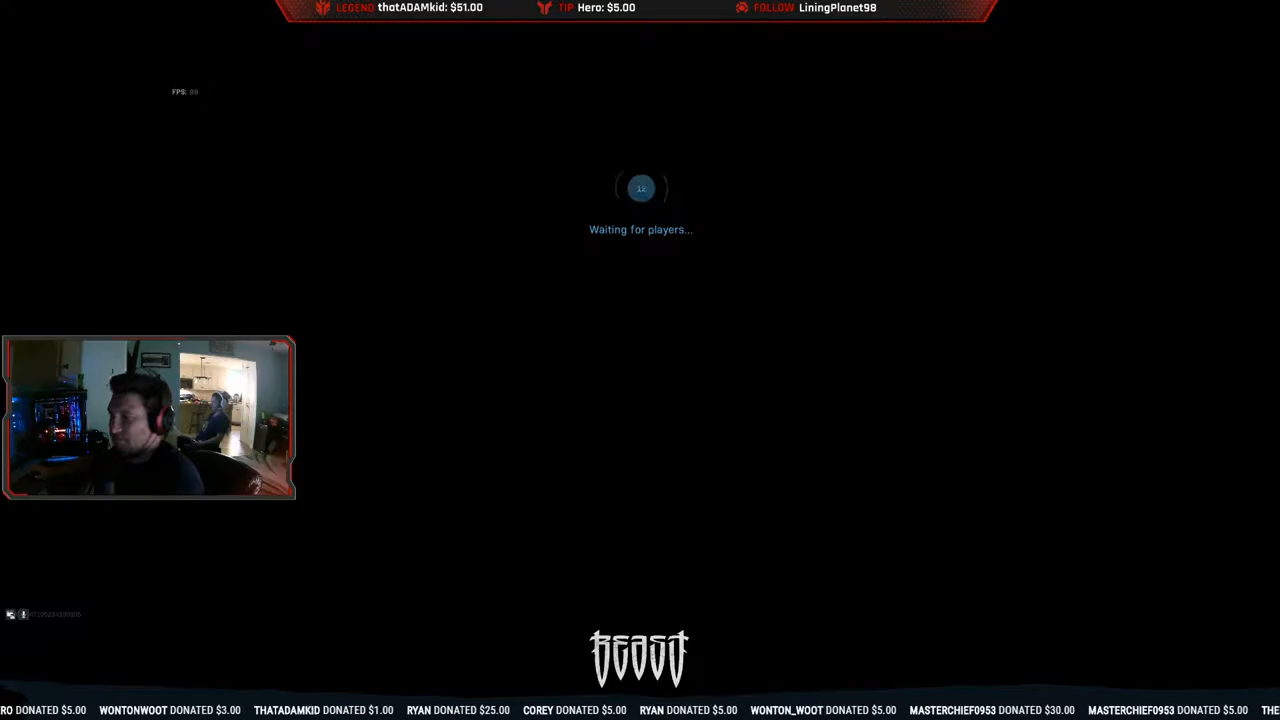 LEGEND thatADAMkid: $51.00 TIP Hero: $5.00 FOLLOW LiningPlanet98
FPS:
12
Waiting for players...
BEAST
RO DONATED $5.00 WONTONWOOT DONATED $3.00 THATADAMKID DONATED $1.00 RYAN DONATED $25.00 COREY DONATED $5.00 RYAN DONATED $5.00 WONTON_WOOT DONATED $5.00 MASTERCHIEF0953 DONATED $30.00 MASTERCHIEF0953 DONATED $5.00 THE